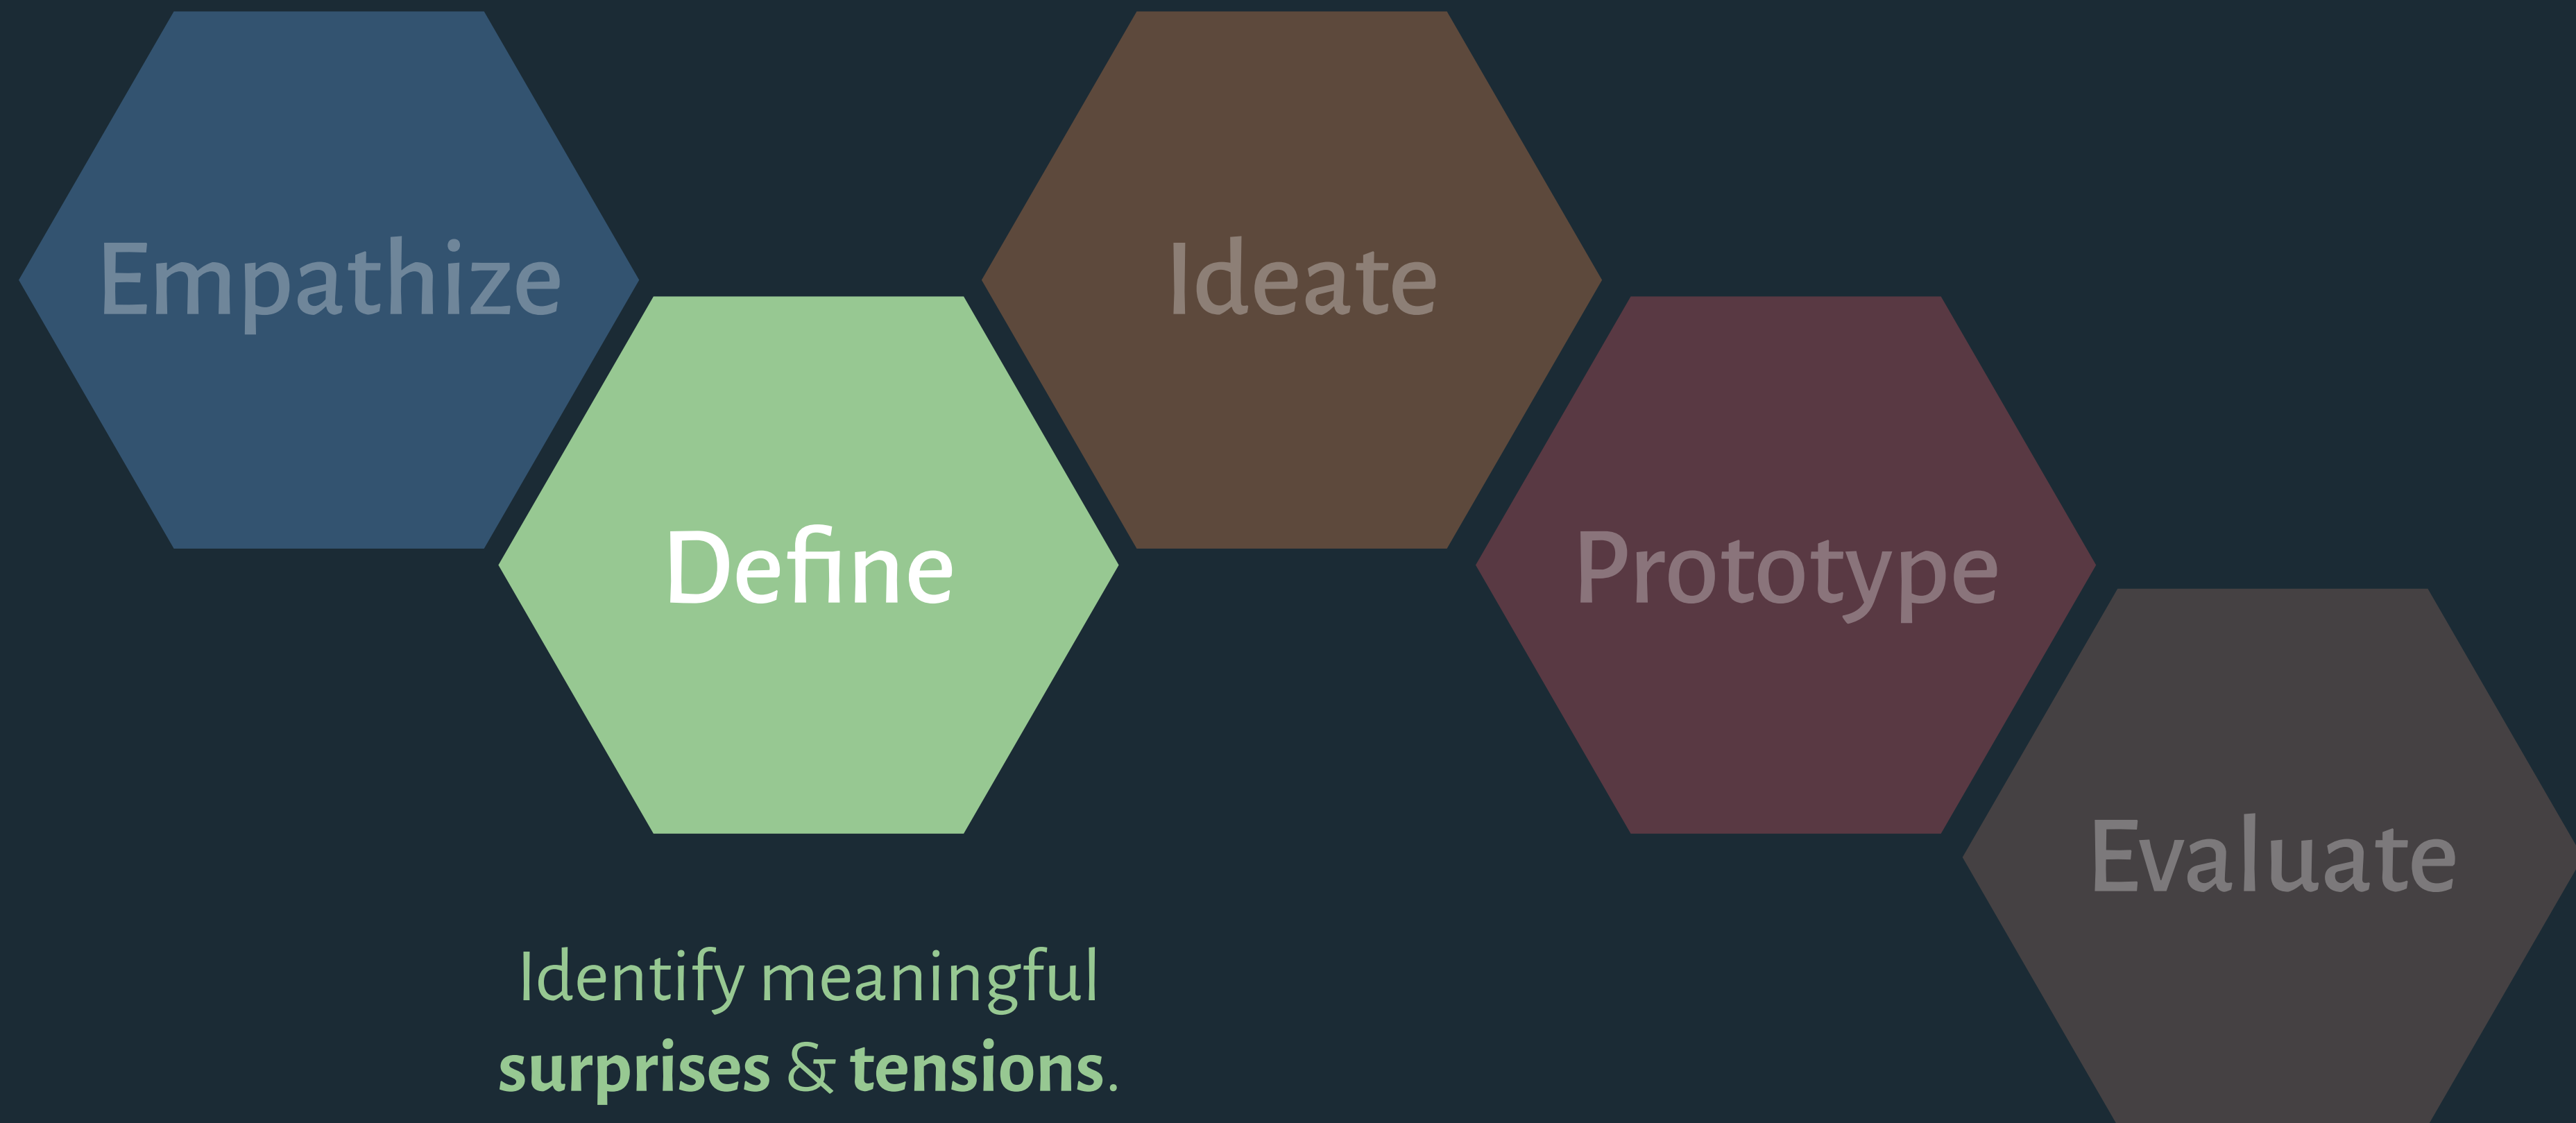 Empathize
Define
Ideate
Prototype
Evaluate
Identify meaningful
surprises & tensions.